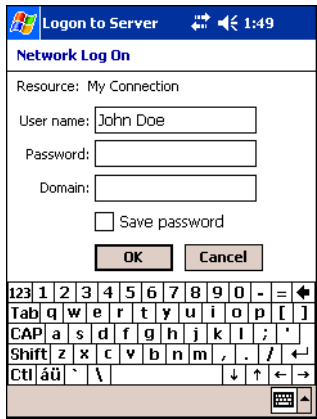 Logon to Server 1:49
Network Log On
Resource: My Connection
User name: John Doe
Password:
Domain:
Save password
OK Cancel
123 1 2 3 4 5 6 7 8 9 0 - = 🡄
Tab q w e r t y u i o p [ ]
CAP a s d f g h j k l ; '
Shift z x c v b n m , . / ↵
Ctl áü ` \ ↓ ↑ ← →